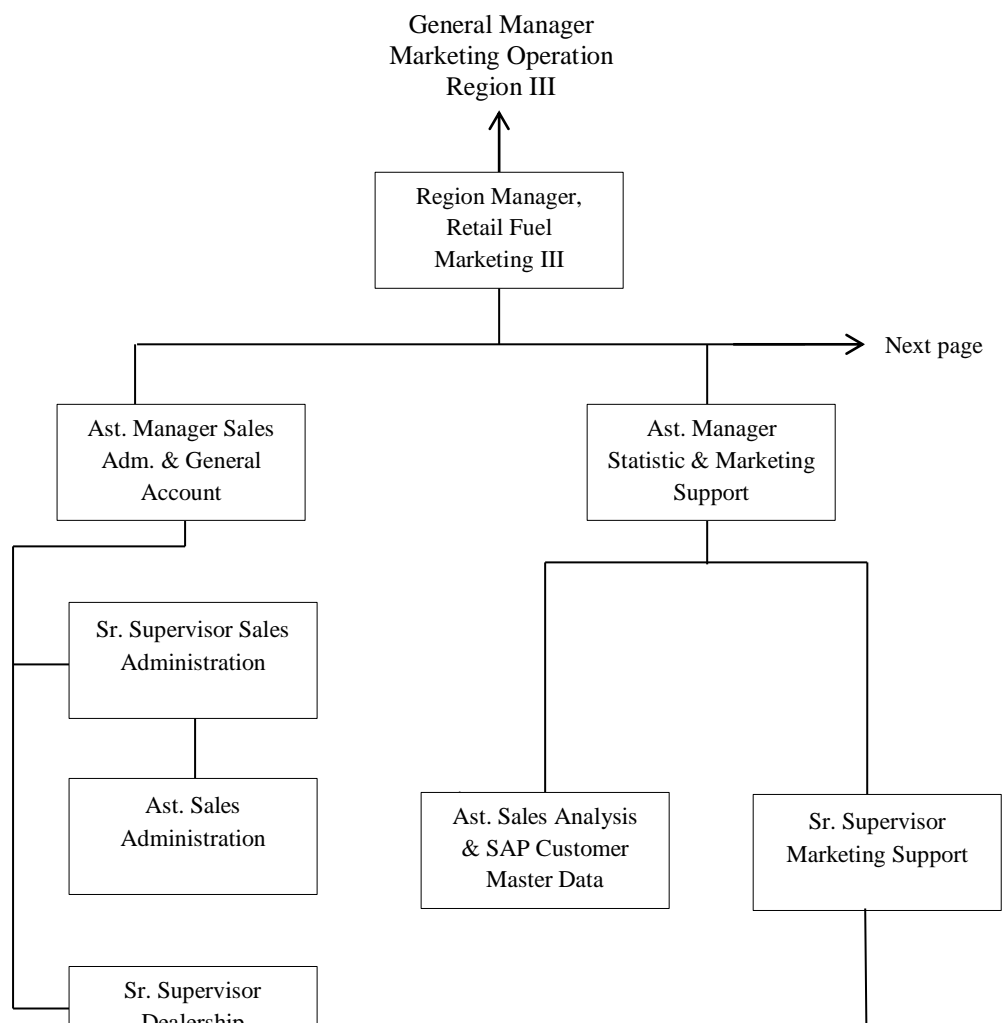 General Manager
Marketing Operation
Region III
Region Manager,
Retail Fuel
Marketing III
Next page
Ast. Manager Sales
Adm. & General
Account
Ast. Manager
Statistic & Marketing
Support
Sr. Supervisor Sales
Administration
Ast. Sales
Administration
Ast. Sales Analysis
& SAP Customer
Master Data
Sr. Supervisor
Marketing Support
Sr. Supervisor
Dealership